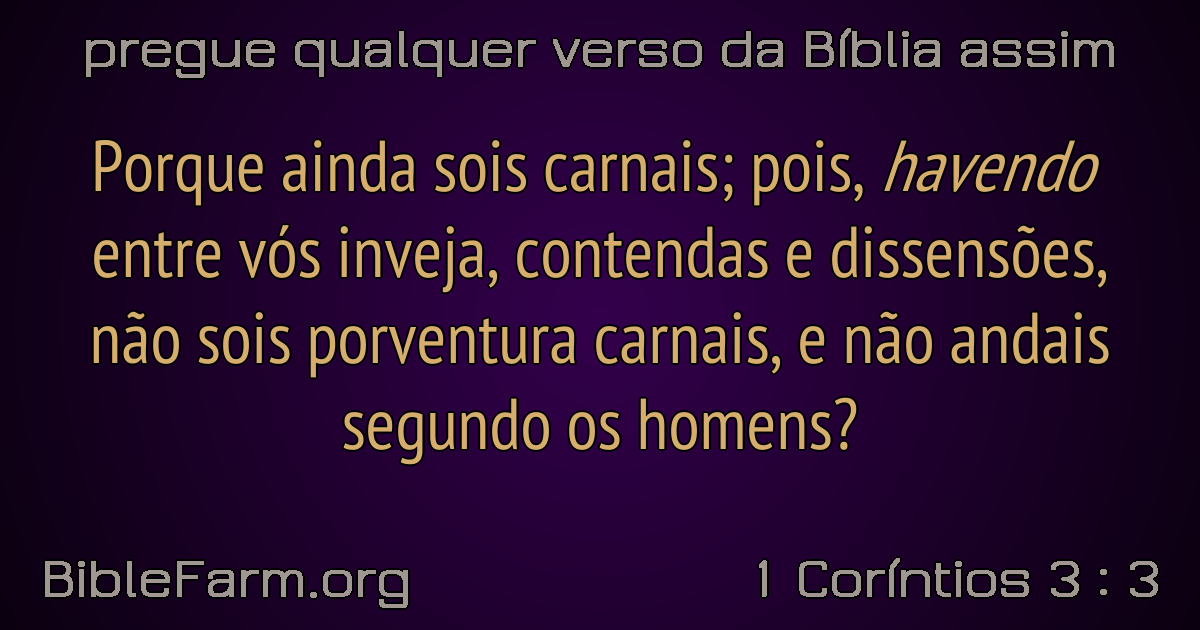 pregue qualquer verso da Bíblia assim
Porque ainda sois carnais; pois, havendo
entre vós inveja, contendas e dissensões,
não sois porventura carnais, e não andais
segundo os homens?
BibleFarm.org
1 Coríntios 3 : 3